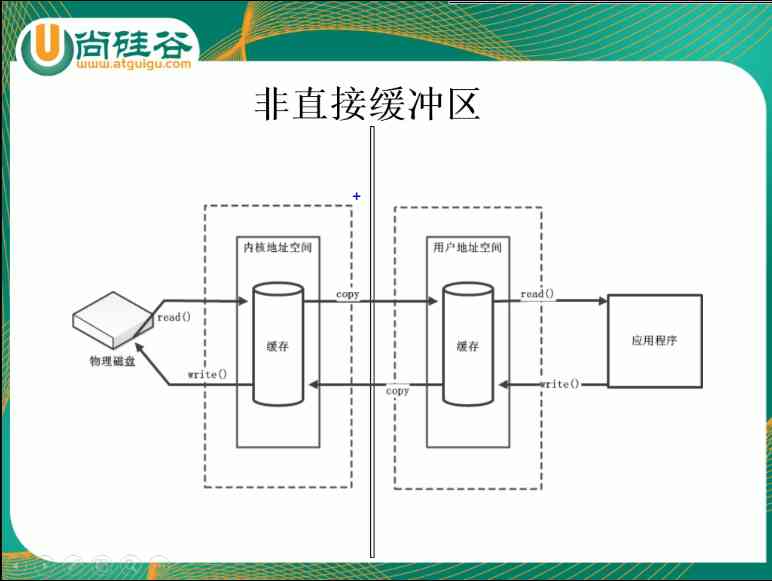 尚硅谷
www.atguigu.com
非直接缓冲区
内核地址空间
用户地址空间
copy
read()
read()
缓存
缓存
应用程序
物理磁盘
write()
copy
write()